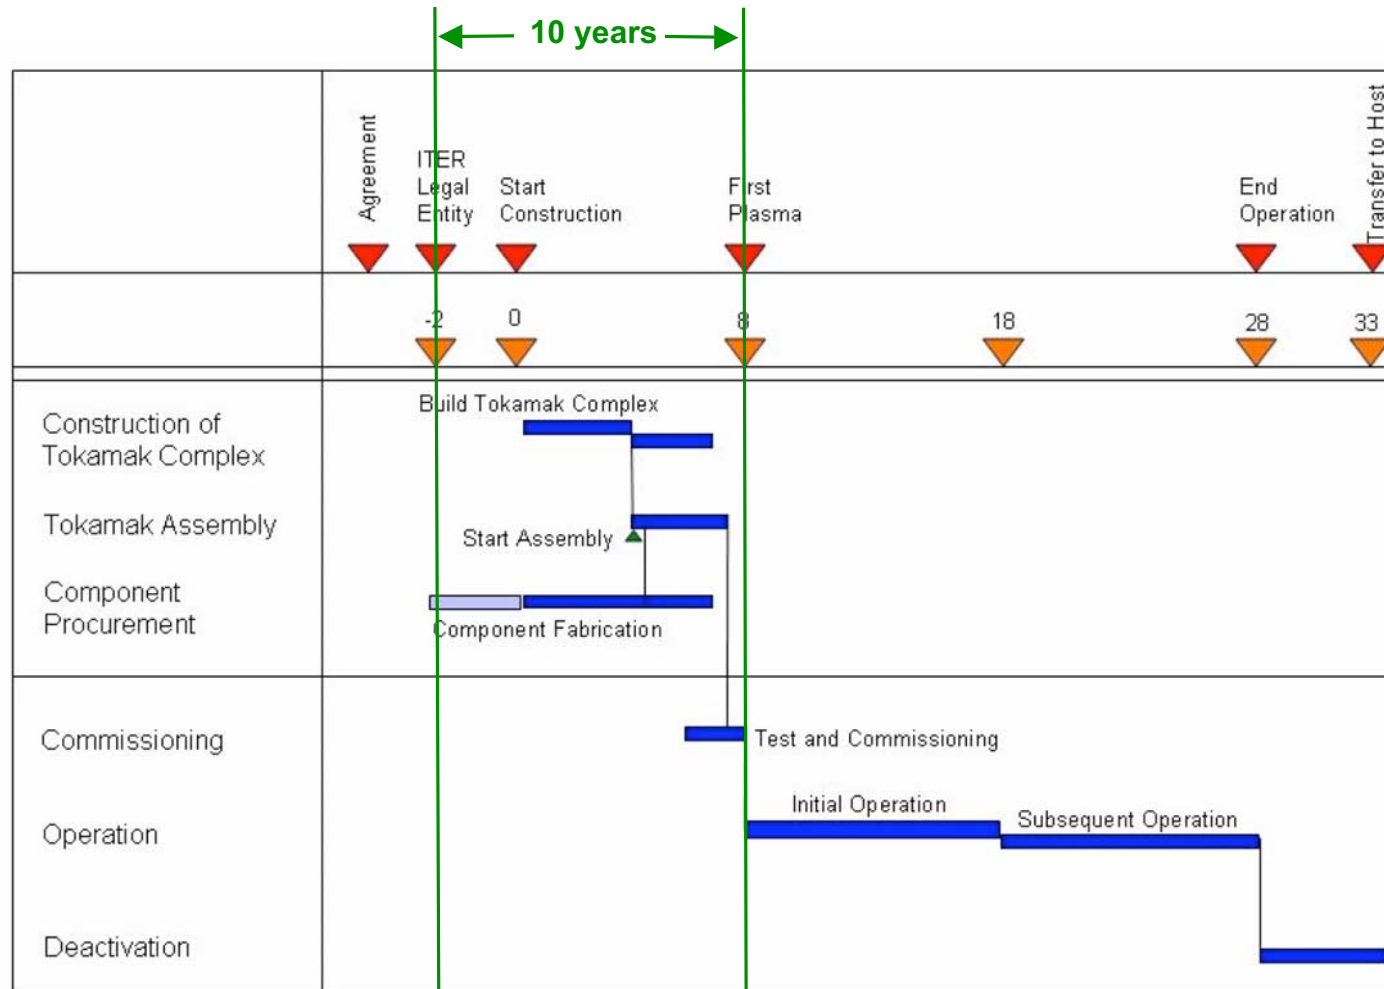 10 years
Agreement
ITER
Legal
Entity
Start
Construction
First
Plasma
End
Operation
Transfer to Host
-2
0
8
18
28
33
Construction of
Tokamak Complex
Build Tokamak Complex
Tokamak Assembly
Start Assembly
Component
Procurement
Component Fabrication
Commissioning
Test and Commissioning
Operation
Initial Operation
Subsequent Operation
Deactivation